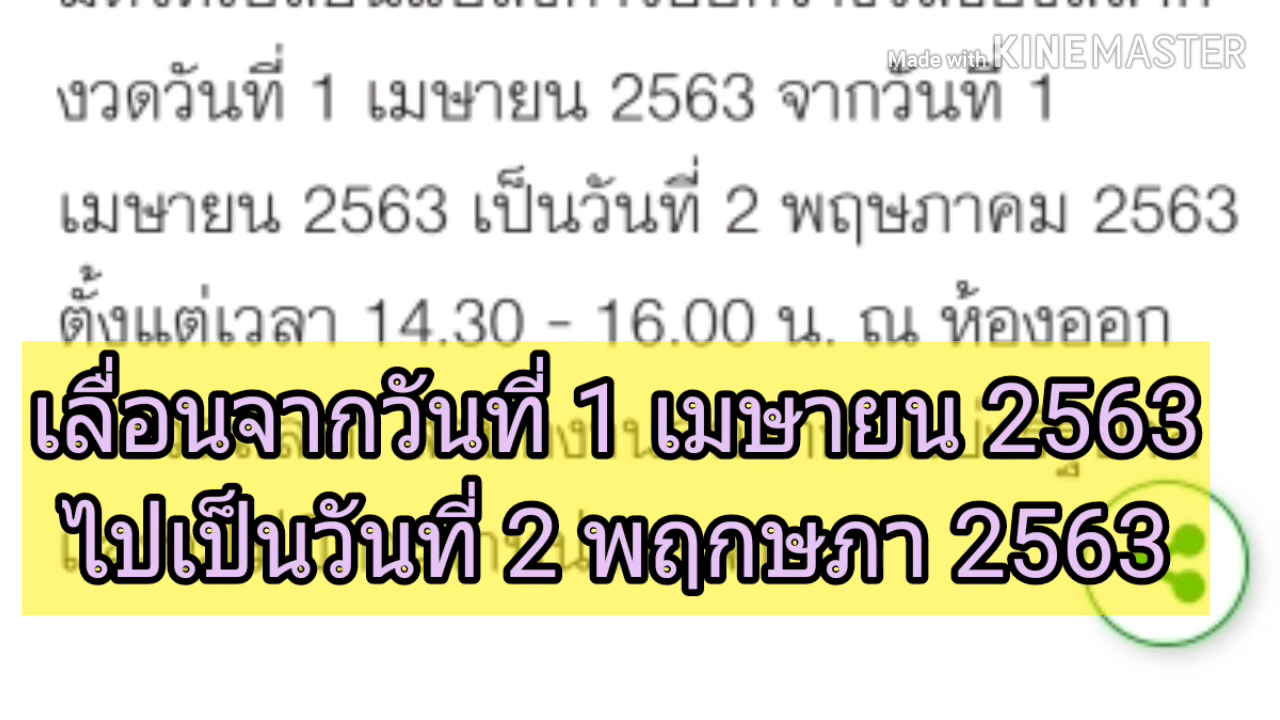 Made with KINEMASTER
งวดวันที่ 1 เมษายน 2563 จากวันที่ 1
เมษายน 2563 เป็นวันที่ 2 พฤษภาคม 2563
ตั้งแต่เวลา 14.30 - 16.00 น. ณ ห้องออก
เลื่อนจากวันที่ 1 เมษายน 2563
ไปเป็นวันที่ 2 พฤกษภา 2563